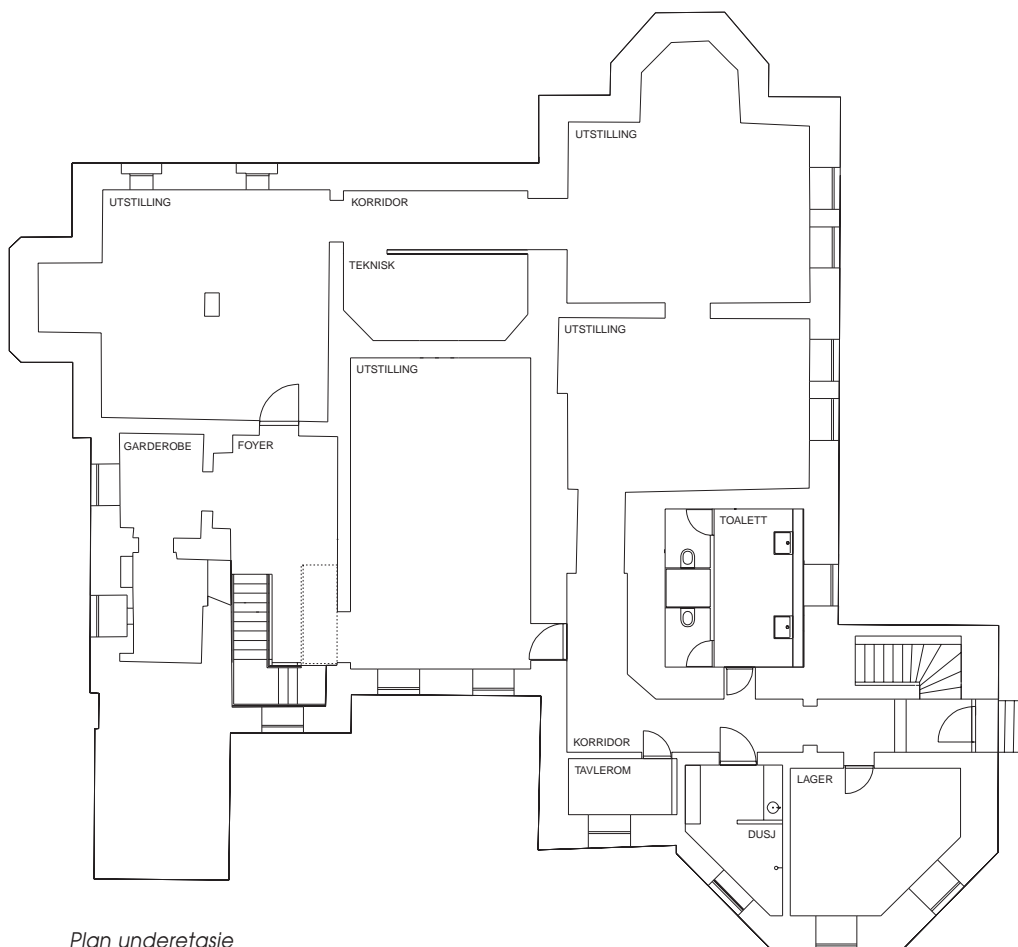 UTSTILLING
UTSTILLING
KORRIDOR
TEKNISK
UTSTILLING
UTSTILLING
GARDEROBE
FOYER
TOALETT
KORRIDOR
TAVLEROM
LAGER
DUSJ
Plan underetasje